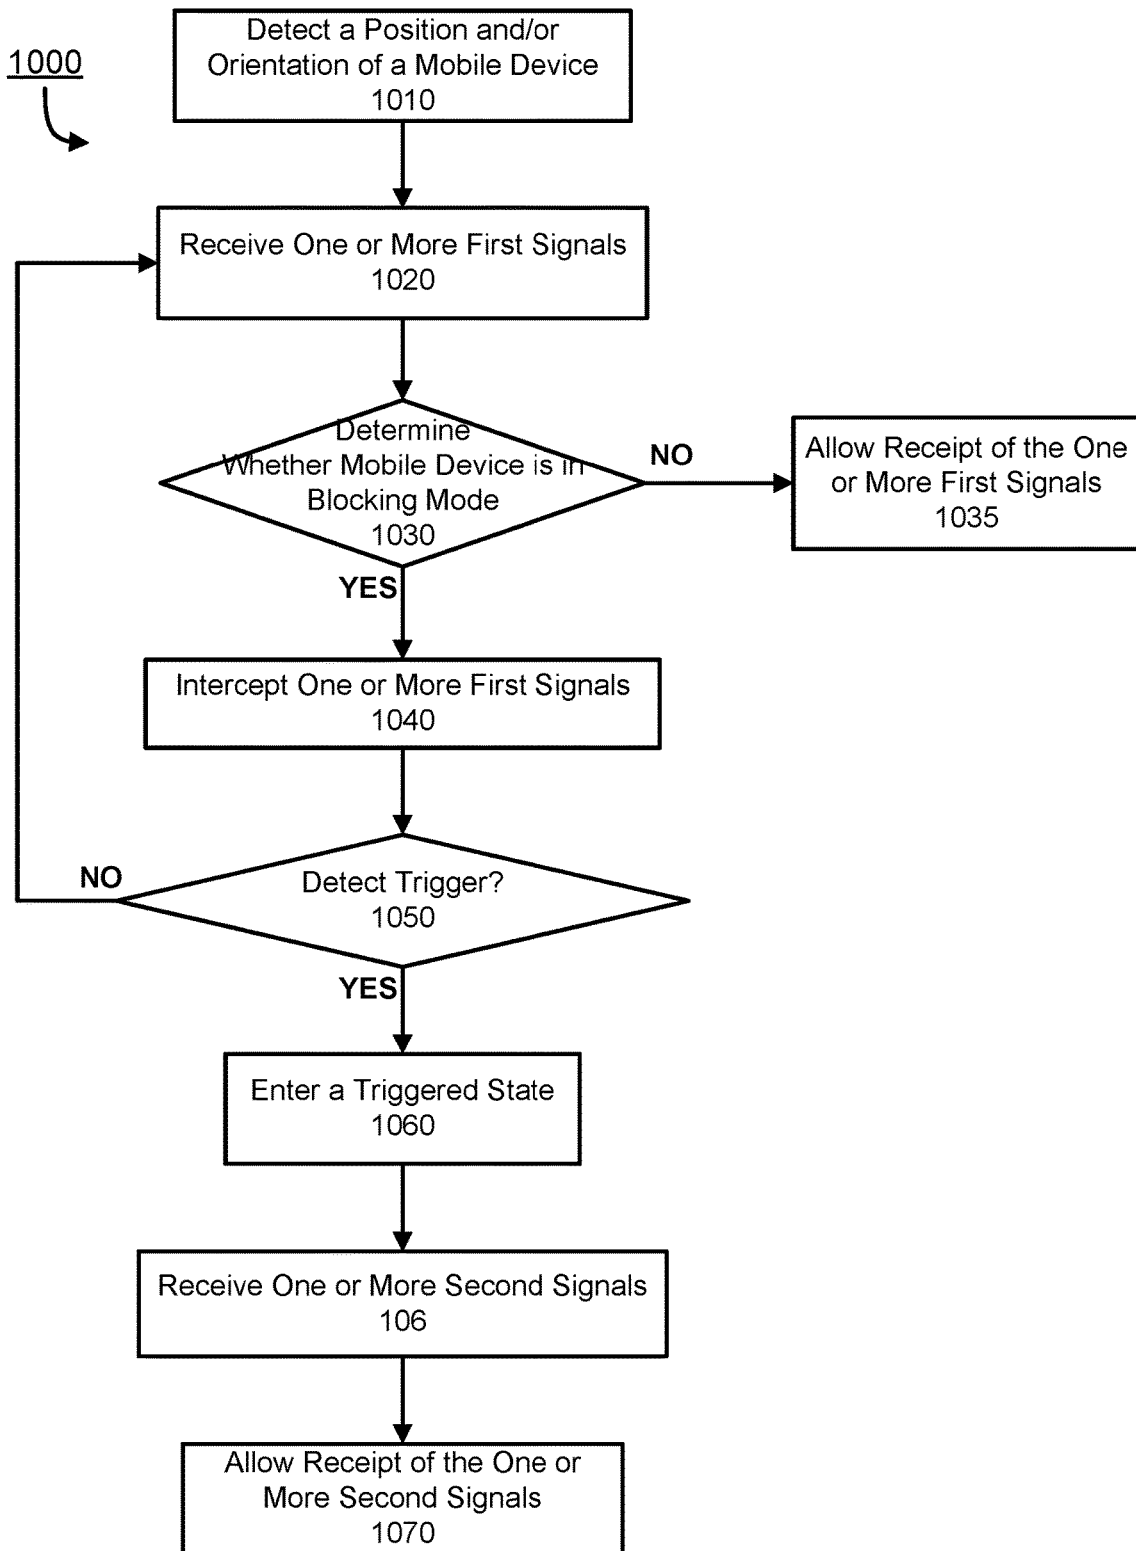 1000
Detect a Position and/or
Orientation of a Mobile Device
1010
Receive One or More First Signals
1020
Determine
Whether Mobile Device is in
Blocking Mode
1030
NO
Allow Receipt of the One
or More First Signals
1035
YES
Intercept One or More First Signals
1040
NO
Detect Trigger?
1050
YES
Enter a Triggered State
1060
Receive One or More Second Signals
106
Allow Receipt of the One or
More Second Signals
1070